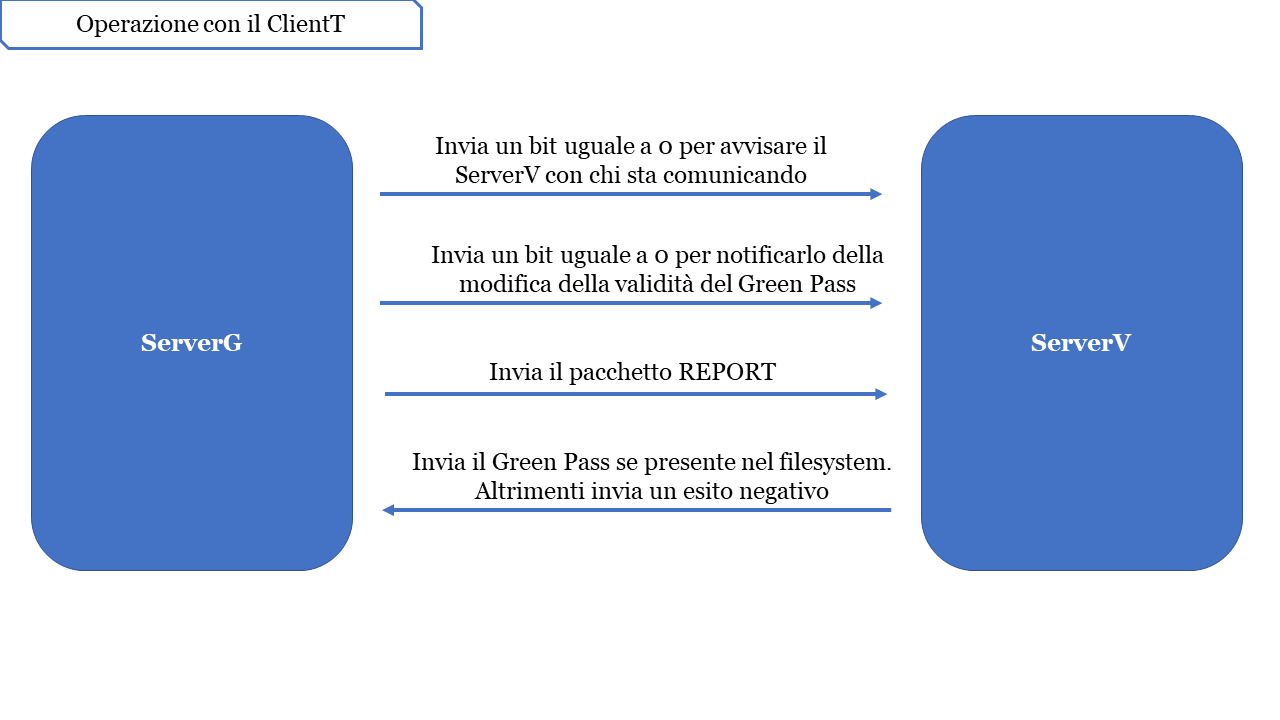 Operazione con il ClientT
Invia un bit uguale a 0 per avvisare il
ServerV con chi sta comunicando
Invia un bit uguale a 0 per notificarlo della
modifica della validità del Green Pass
ServerG
ServerV
Invia il pacchetto REPORT
Invia il Green Pass se presente nel filesystem.
Altrimenti invia un esito negativo